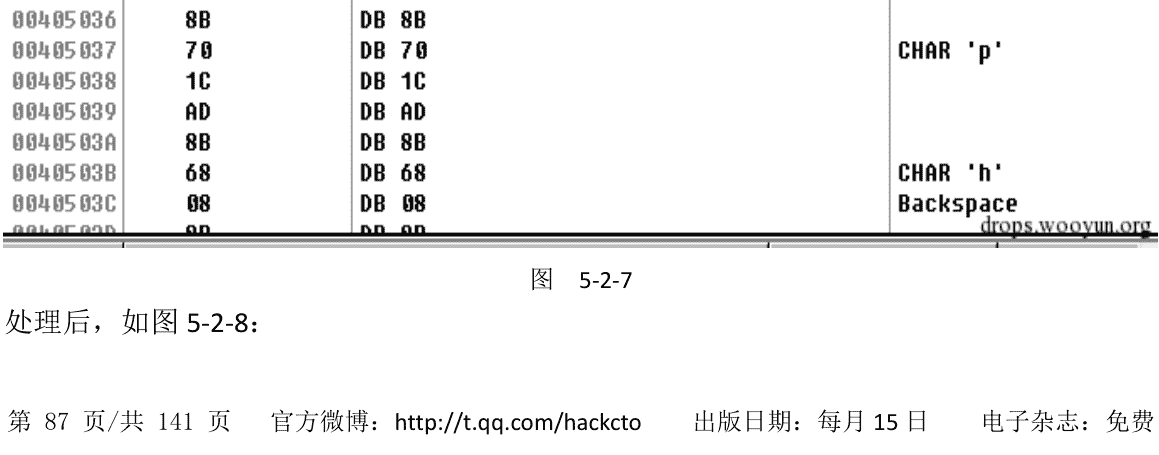 00405036 8B DB 8B
00405037 70 DB 70 CHAR 'p'
00405038 1C DB 1C
00405039 AD DB AD
0040503A 8B DB 8B
0040503B 68 DB 68 CHAR 'h'
0040503C 08 DB 08 Backspace
drops.wooyun.org
图 5-2-7
处理后，如图 5-2-8：
第 87 页/共 141 页 官方微博：http://t.qq.com/hackcto 出版日期：每月 15 日 电子杂志：免费